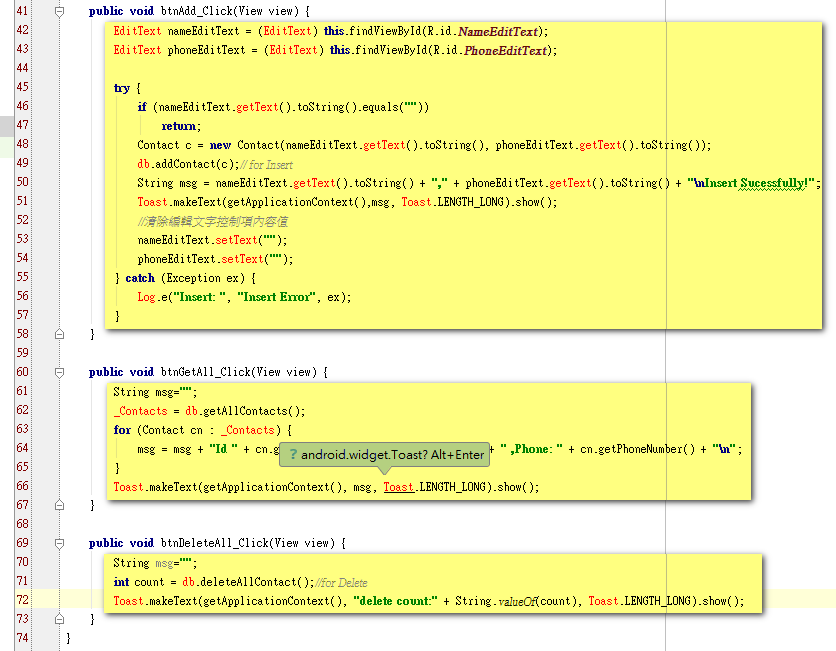 41 public void btnAdd_Click(View view) {
42 EditText nameEditText = (EditText) this.findViewById(R.id.NameEditText);
43 EditText phoneEditText = (EditText) this.findViewById(R.id.PhoneEditText);
44
45 try {
46 if (nameEditText.getText().toString().equals(""))
47 return;
48 Contact c = new Contact(nameEditText.getText().toString(), phoneEditText.getText().toString());
49 db.addContact(c);// for Insert
50 String msg = nameEditText.getText().toString() + "," + phoneEditText.getText().toString() + "\nInsert Sucessfully!";
51 Toast.makeText(getApplicationContext(),msg, Toast.LENGTH_LONG).show();
52 //清除編輯文字控制項內容值
53 nameEditText.setText("");
54 phoneEditText.setText("");
55 } catch (Exception ex) {
56 Log.e("Insert: ", "Insert Error", ex);
57 }
58 }
59
60 public void btnGetAll_Click(View view) {
61 String msg="";
62 _Contacts = db.getAllContacts();
63 for (Contact cn : _Contacts) {
64 msg = msg + "Id " + cn.g + " ,Phone: " + cn.getPhoneNumber() + "\n";
? android.widget.Toast? Alt+Enter
65 }
66 Toast.makeText(getApplicationContext(), msg, Toast.LENGTH_LONG).show();
67 }
68
69 public void btnDeleteAll_Click(View view) {
70 String msg="";
71 int count = db.deleteAllContact();//for Delete
72 Toast.makeText(getApplicationContext(), "delete count:" + String.valueOf(count), Toast.LENGTH_LONG).show();
73 }
74 }